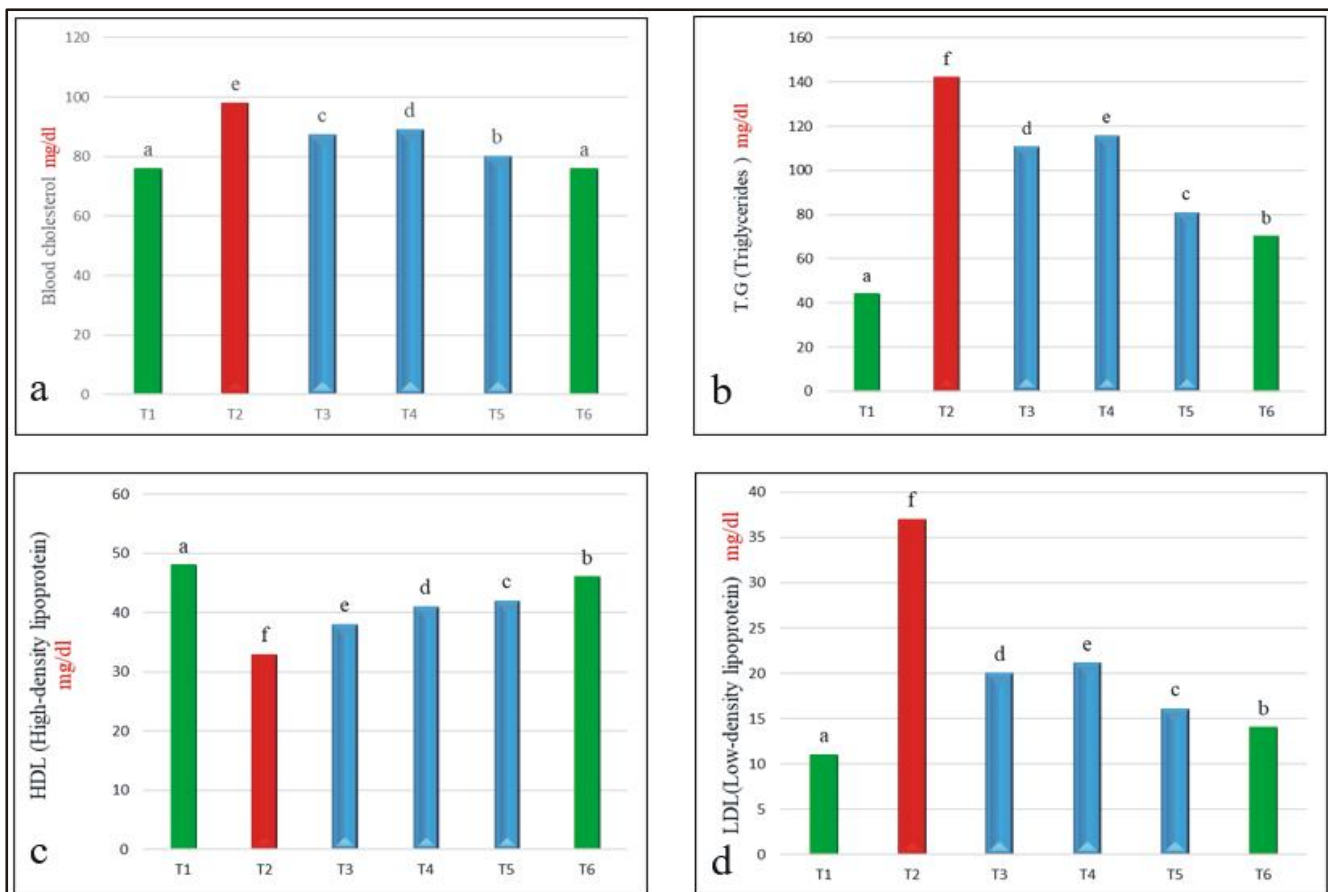 120
100
80
60
40
20
0
Blood cholesterol mg/dl
a
e
c
d
b
a
T1 T2 T3 T4 T5 T6
a
160
140
120
100
80
60
40
20
0
T.G (Triglycerides ) mg/dl
a
f
d
e
c
b
T1 T2 T3 T4 T5 T6
b
60
50
40
30
20
10
0
HDL (High-density lipoprotein)
mg/dl
a
f
e
d
c
b
T1 T2 T3 T4 T5 T6
c
40
35
30
25
20
15
10
5
0
LDL(Low-density lipoprotein) mg/dl
a
f
d
e
c
b
T1 T2 T3 T4 T5 T6
d